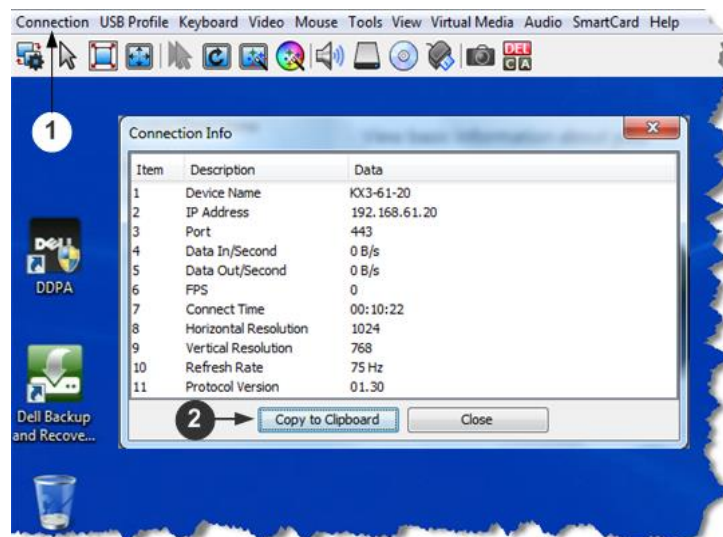 Connection USB Profile Keyboard Video Mouse Tools View Virtual Media Audio SmartCard Help
DEL
CA
1
Connection Info
Item Description Data
1 Device Name KX3-61-20
2 IP Address 192.168.61.20
3 Port 443
4 Data In/Second 0 B/s
5 Data Out/Second 0 B/s
6 FPS 0
7 Connect Time 00:10:22
8 Horizontal Resolution 1024
9 Vertical Resolution 768
10 Refresh Rate 75 Hz
11 Protocol Version 01.30
2 Copy to Clipboard Close
DELL
DDPA
Dell Backup
and Recove...